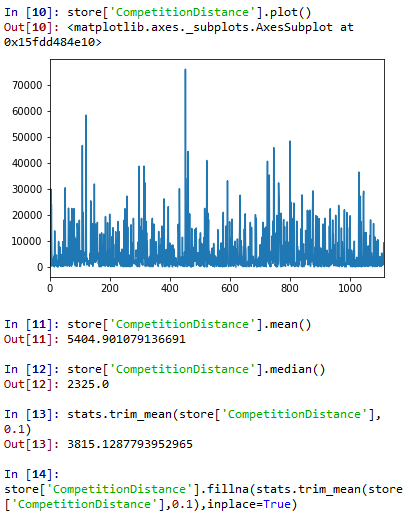 In [10]: store['CompetitionDistance'].plot()
Out[10]: <matplotlib.axes._subplots.AxesSubplot at
0x15fdd484e10>
70000
60000
50000
40000
30000
20000
10000
0
0 200 400 600 800 1000
In [11]: store['CompetitionDistance'].mean()
Out[11]: 5404.901079136691
In [12]: store['CompetitionDistance'].median()
Out[12]: 2325.0
In [13]: stats.trim_mean(store['CompetitionDistance'],
0.1)
Out[13]: 3815.1287793952965
In [14]:
store['CompetitionDistance'].fillna(stats.trim_mean(store
['CompetitionDistance'],0.1),inplace=True)